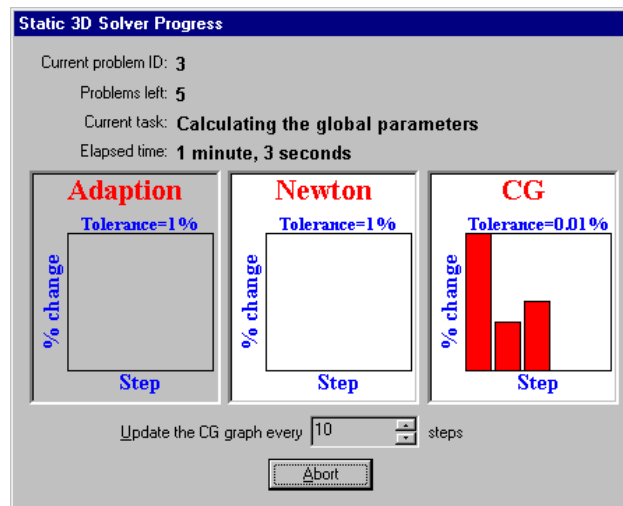 Static 3D Solver Progress
Current problem ID: 3
Problems left: 5
Current task: Calculating the global parameters
Elapsed time: 1 minute, 3 seconds
Adaption
Tolerance=1%
% change
Step
Newton
Tolerance=1%
% change
Step
CG
Tolerance=0.01%
% change
Step
Update the CG graph every 10 steps
Abort